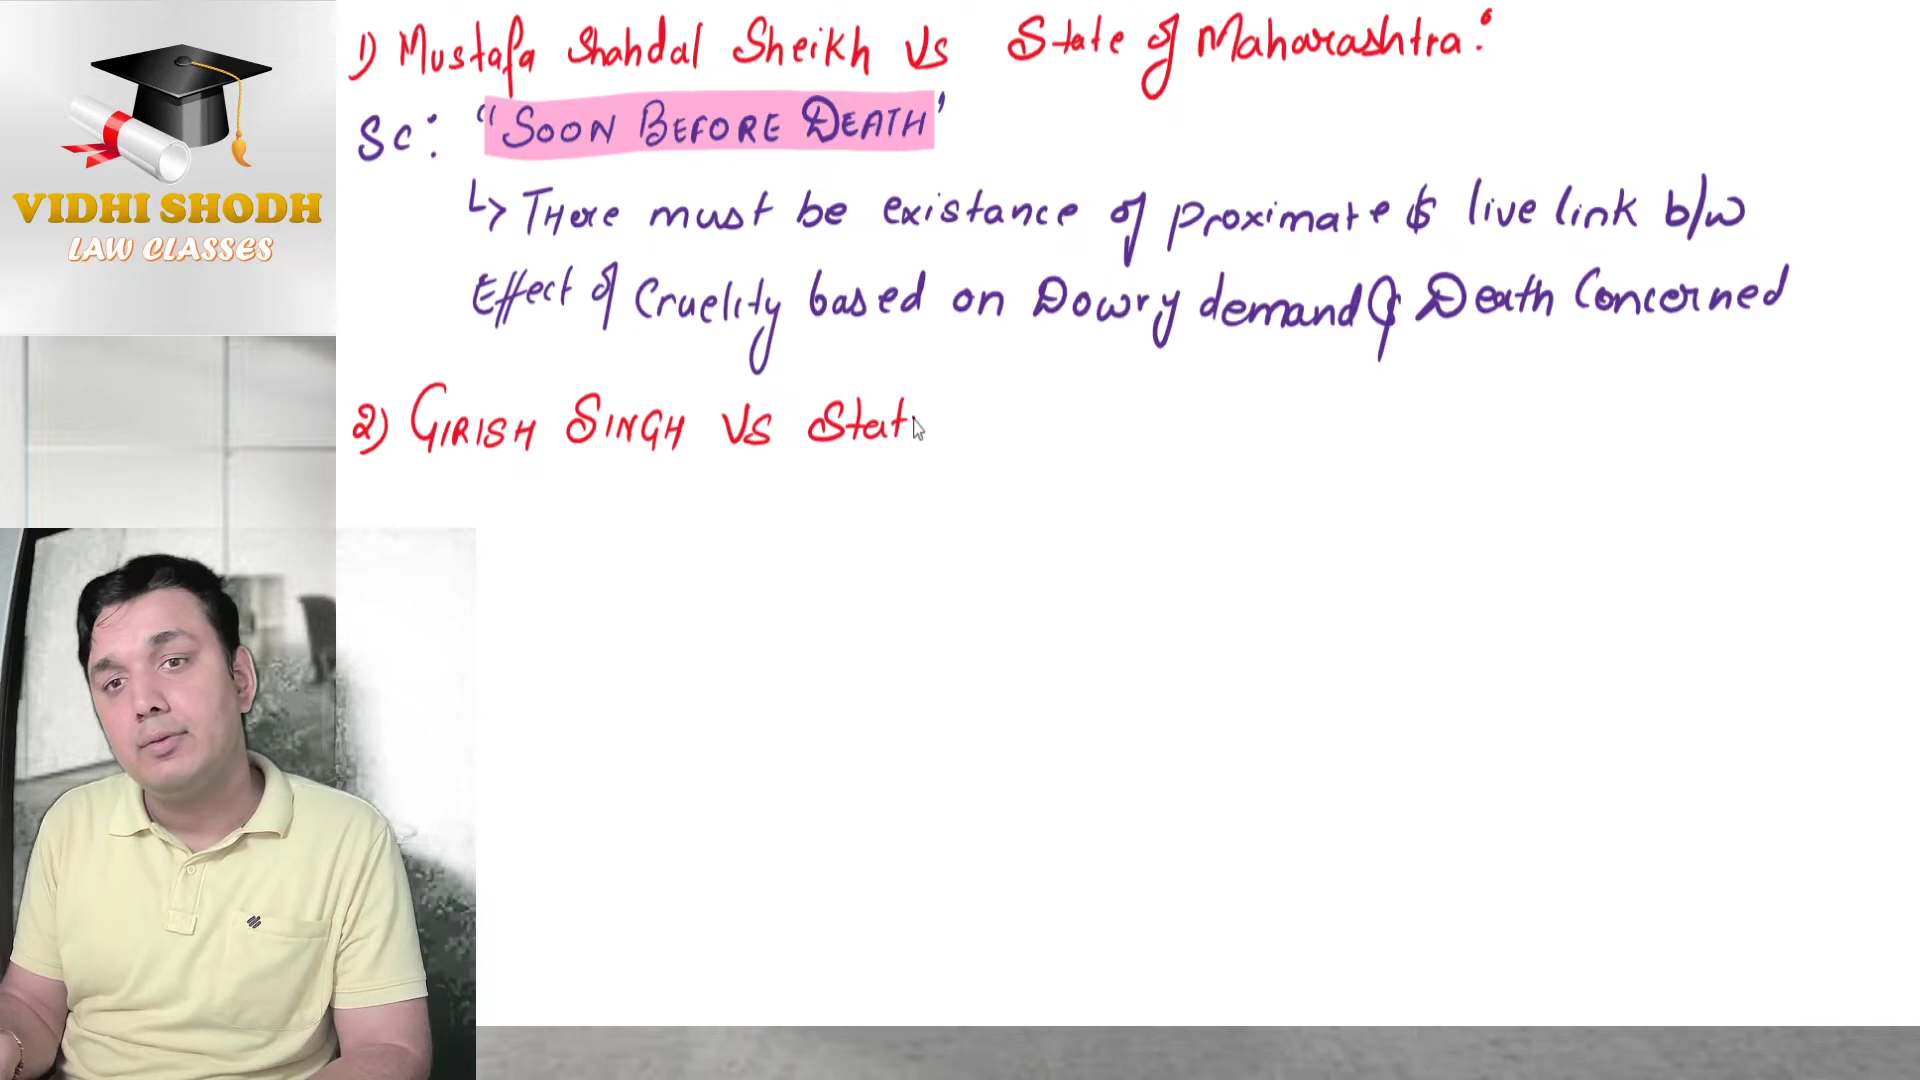 VIDHI SHODH
LAW CLASSES
1) Mustafa Shahdal Sheikh Vs State of Maharashtra:
SC: "SOON BEFORE DEATH"
↳ There must be existance of proximate & live link b/w
Effect of Cruelity based on Dowry demand & Death Concerned
2) GIRISH SINGH VS Stat